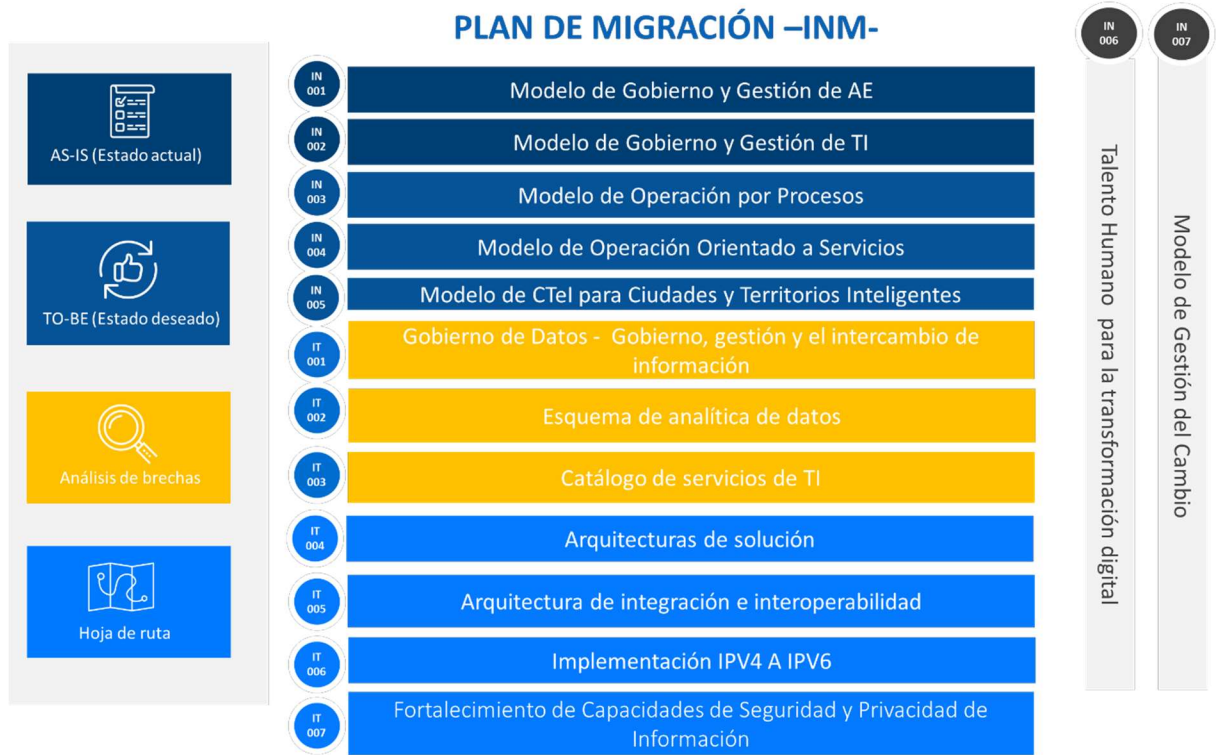 PLAN DE MIGRACIÓN –INM-
AS-IS (Estado actual)
TO-BE (Estado deseado)
Análisis de brechas
Hoja de ruta
IN
001
Modelo de Gobierno y Gestión de AE
IN
002
Modelo de Gobierno y Gestión de TI
IN
003
Modelo de Operación por Procesos
IN
004
Modelo de Operación Orientado a Servicios
IN
005
Modelo de CTeI para Ciudades y Territorios Inteligentes
IT
001
Gobierno de Datos - Gobierno, gestión y el intercambio de
información
IT
002
Esquema de analítica de datos
IT
003
Catálogo de servicios de TI
IT
004
Arquitecturas de solución
IT
005
Arquitectura de integración e interoperabilidad
IT
006
Implementación IPV4 A IPV6
IT
007
Fortalecimiento de Capacidades de Seguridad y Privacidad de
Información
IN
006
Talento Humano para la transformación digital
IN
007
Modelo de Gestión del Cambio